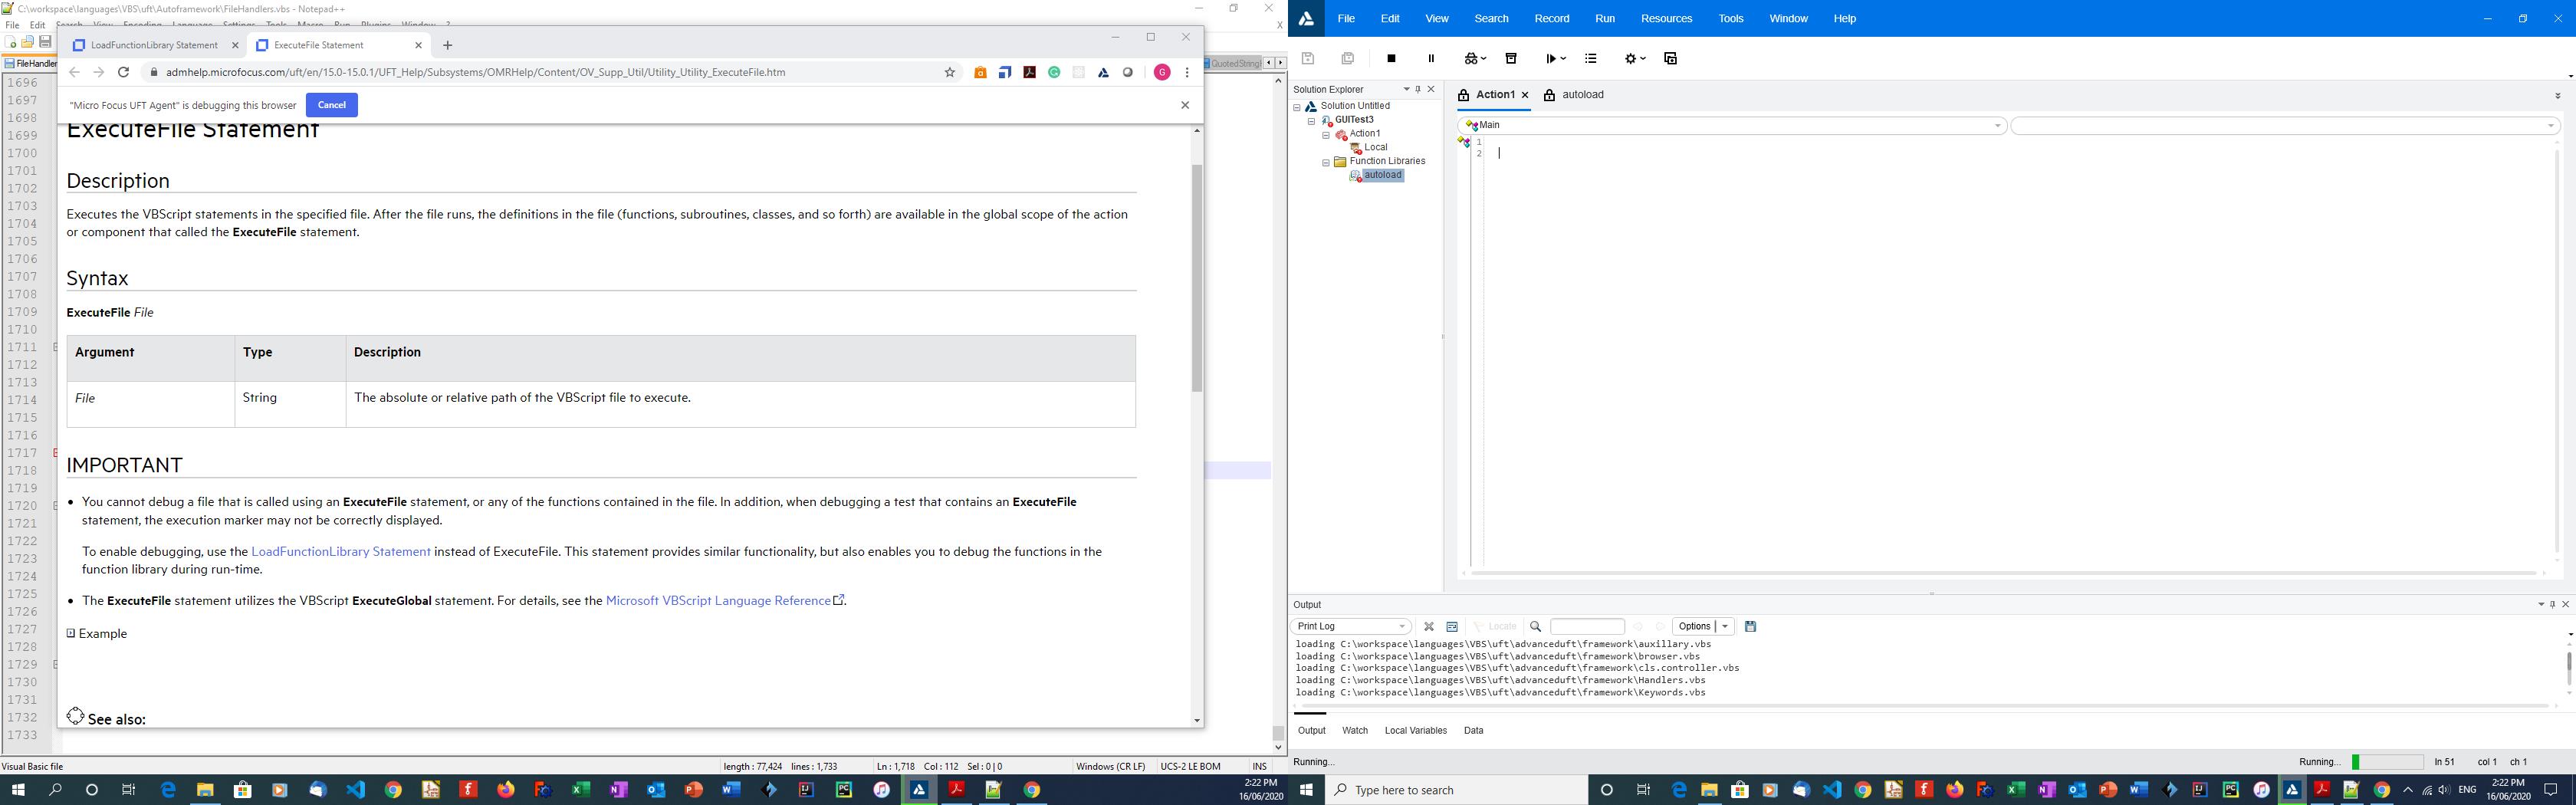 C:\workspace\languages\VBS\uft\Autoframework\FileHandlers.vbs - Notepad++
File Edit Search View Encoding Language Settings Tools Macro Run Plugins Window ?
FileHandler
QuotedStringl
1696
1697
1698
1699
1700
1701
1702
1703
1704
1705
1706
1707
1708
1709
1710
1711
1712
1713
1714
1715
1716
1717
1718
1719
1720
1721
1722
1723
1724
1725
1726
1727
1728
1729
1730
1731
1732
1733
LoadFunctionLibrary Statement
ExecuteFile Statement
admhelp.microfocus.com/uft/en/15.0-15.0.1/UFT_Help/Subsystems/OMRHelp/Content/OV_Supp_Util/Utility_Utility_ExecuteFile.htm
G
"Micro Focus UFT Agent" is debugging this browser Cancel
ExecuteFile Statement
Description
Executes the VBScript statements in the specified file. After the file runs, the definitions in the file (functions, subroutines, classes, and so forth) are available in the global scope of the action
or component that called the ExecuteFile statement.
Syntax
ExecuteFile File
Argument Type Description
File String The absolute or relative path of the VBScript file to execute.
IMPORTANT
• You cannot debug a file that is called using an ExecuteFile statement, or any of the functions contained in the file. In addition, when debugging a test that contains an ExecuteFile
statement, the execution marker may not be correctly displayed.
To enable debugging, use the LoadFunctionLibrary Statement instead of ExecuteFile. This statement provides similar functionality, but also enables you to debug the functions in the
function library during run-time.
• The ExecuteFile statement utilizes the VBScript ExecuteGlobal statement. For details, see the Microsoft VBScript Language Reference.
Example
See also:
Visual Basic file length : 77,424 lines : 1,733 Ln : 1,718 Col : 112 Sel : 0 | 0 Windows (CR LF) UCS-2 LE BOM INS
2:22 PM
16/06/2020
File Edit View Search Record Run Resources Tools Window Help
Solution Explorer
Solution Untitled
GUITest3
Action1
Local
Function Libraries
autoload
Action1 autoload
Main
1
2
Output
Print Log Locate Options
loading C:\workspace\languages\VBS\uft\advanceduft\framework\auxillary.vbs
loading C:\workspace\languages\VBS\uft\advanceduft\framework\browser.vbs
loading C:\workspace\languages\VBS\uft\advanceduft\framework\cls.controller.vbs
loading C:\workspace\languages\VBS\uft\advanceduft\framework\Handlers.vbs
loading C:\workspace\languages\VBS\uft\advanceduft\framework\Keywords.vbs
Output Watch Local Variables Data
Running... Running... ln 51 col 1 ch 1
Type here to search
ENG
2:22 PM
16/06/2020